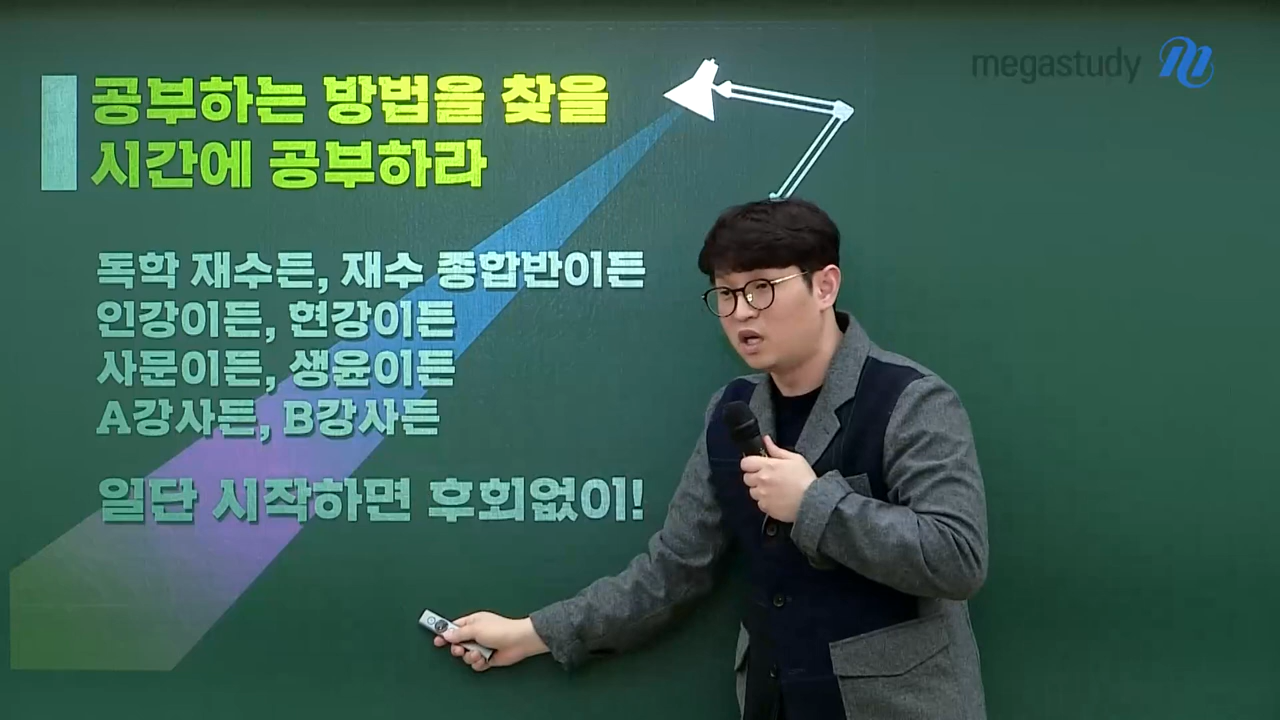 megastudy
공부하는 방법을 찾을
시간에 공부하라
독학 재수든, 재수 종합반이든
인강이든, 현강이든
사문이든, 생윤이든
A강사든, B강사든
일단 시작하면 후회없이!